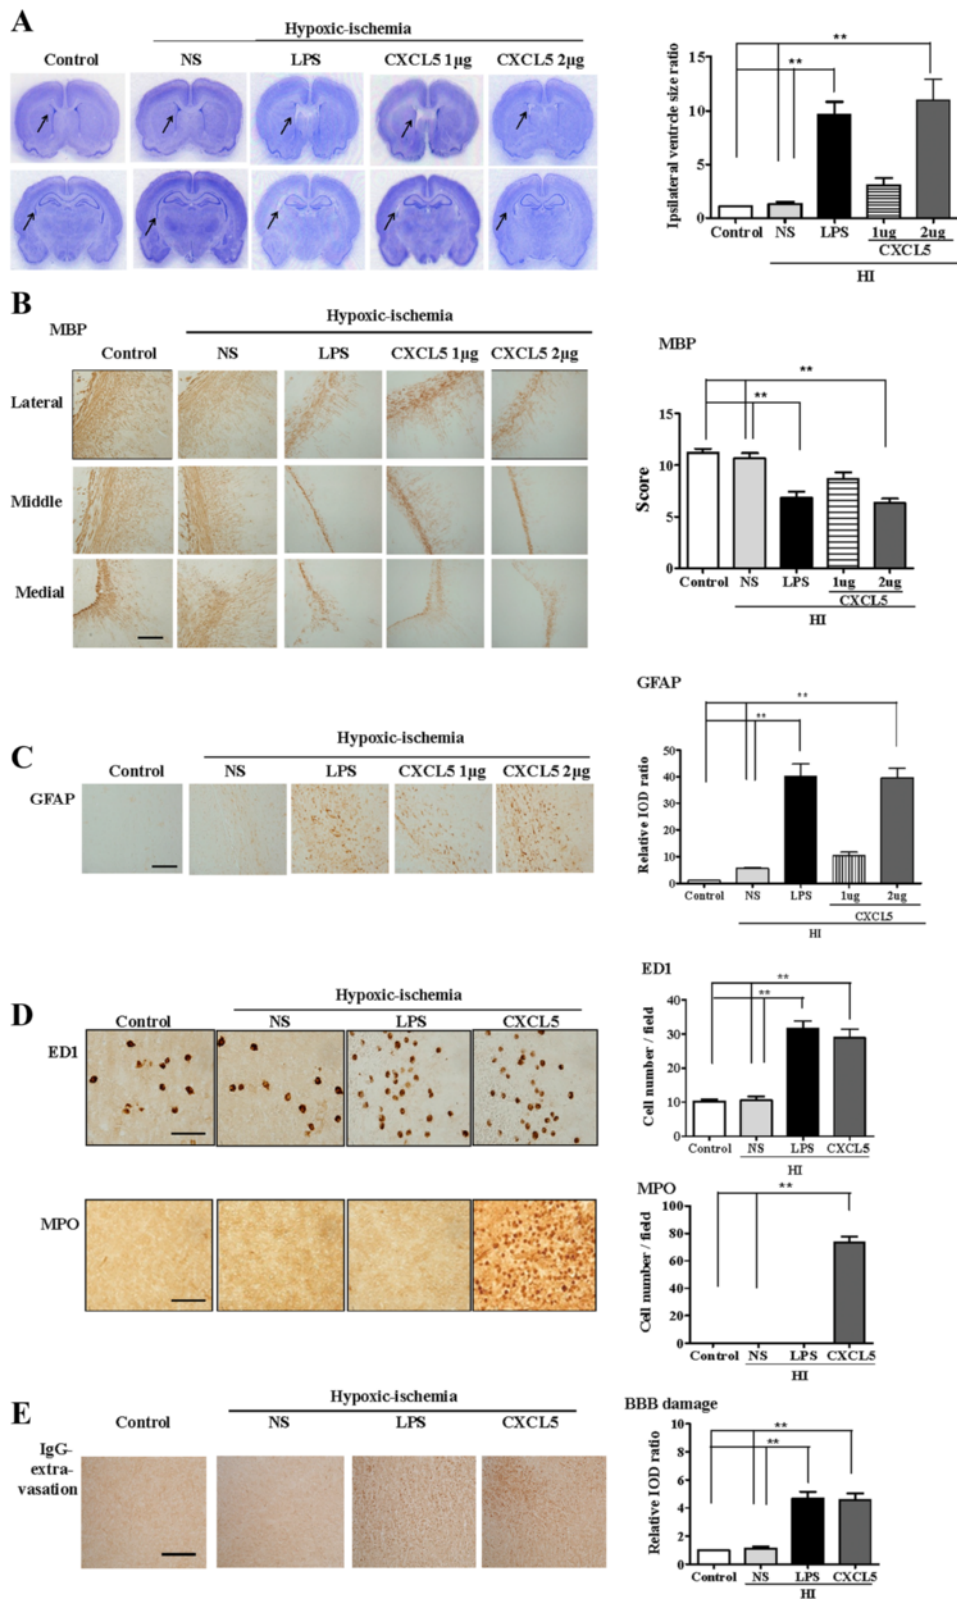 A
Hypoxic-ischemia
Control NS LPS CXCL5 1μg CXCL5 2μg
Ipsilateral ventrcle size ratio
15
10
5
0
** **
Control NS LPS 1ug 2ug
CXCL5
HI
B
MBP
Hypoxic-ischemia
Control NS LPS CXCL5 1μg CXCL5 2μg
Lateral
Middle
Medial
MBP
Score
15
10
5
0
** **
Control NS LPS 1ug 2ug
CXCL5
HI
C
Hypoxic-ischemia
Control NS LPS CXCL5 1μg CXCL5 2μg
GFAP
GFAP
Relative IOD ratio
50
40
30
20
10
0
** **
Control NS LPS 1ug 2ug
CXCL5
HI
D
Hypoxic-ischemia
Control NS LPS CXCL5
ED1
MPO
ED1
Cell number / field
40
30
20
10
0
** **
Control NS LPS CXCL5
HI
MPO
Cell number / field
100
80
60
40
20
0
**
Control NS LPS CXCL5
HI
E
Hypoxic-ischemia
Control NS LPS CXCL5
IgG-
extra-
vasation
BBB damage
Relative IOD ratio
10
8
6
4
2
0
** **
Control NS LPS CXCL5
HI